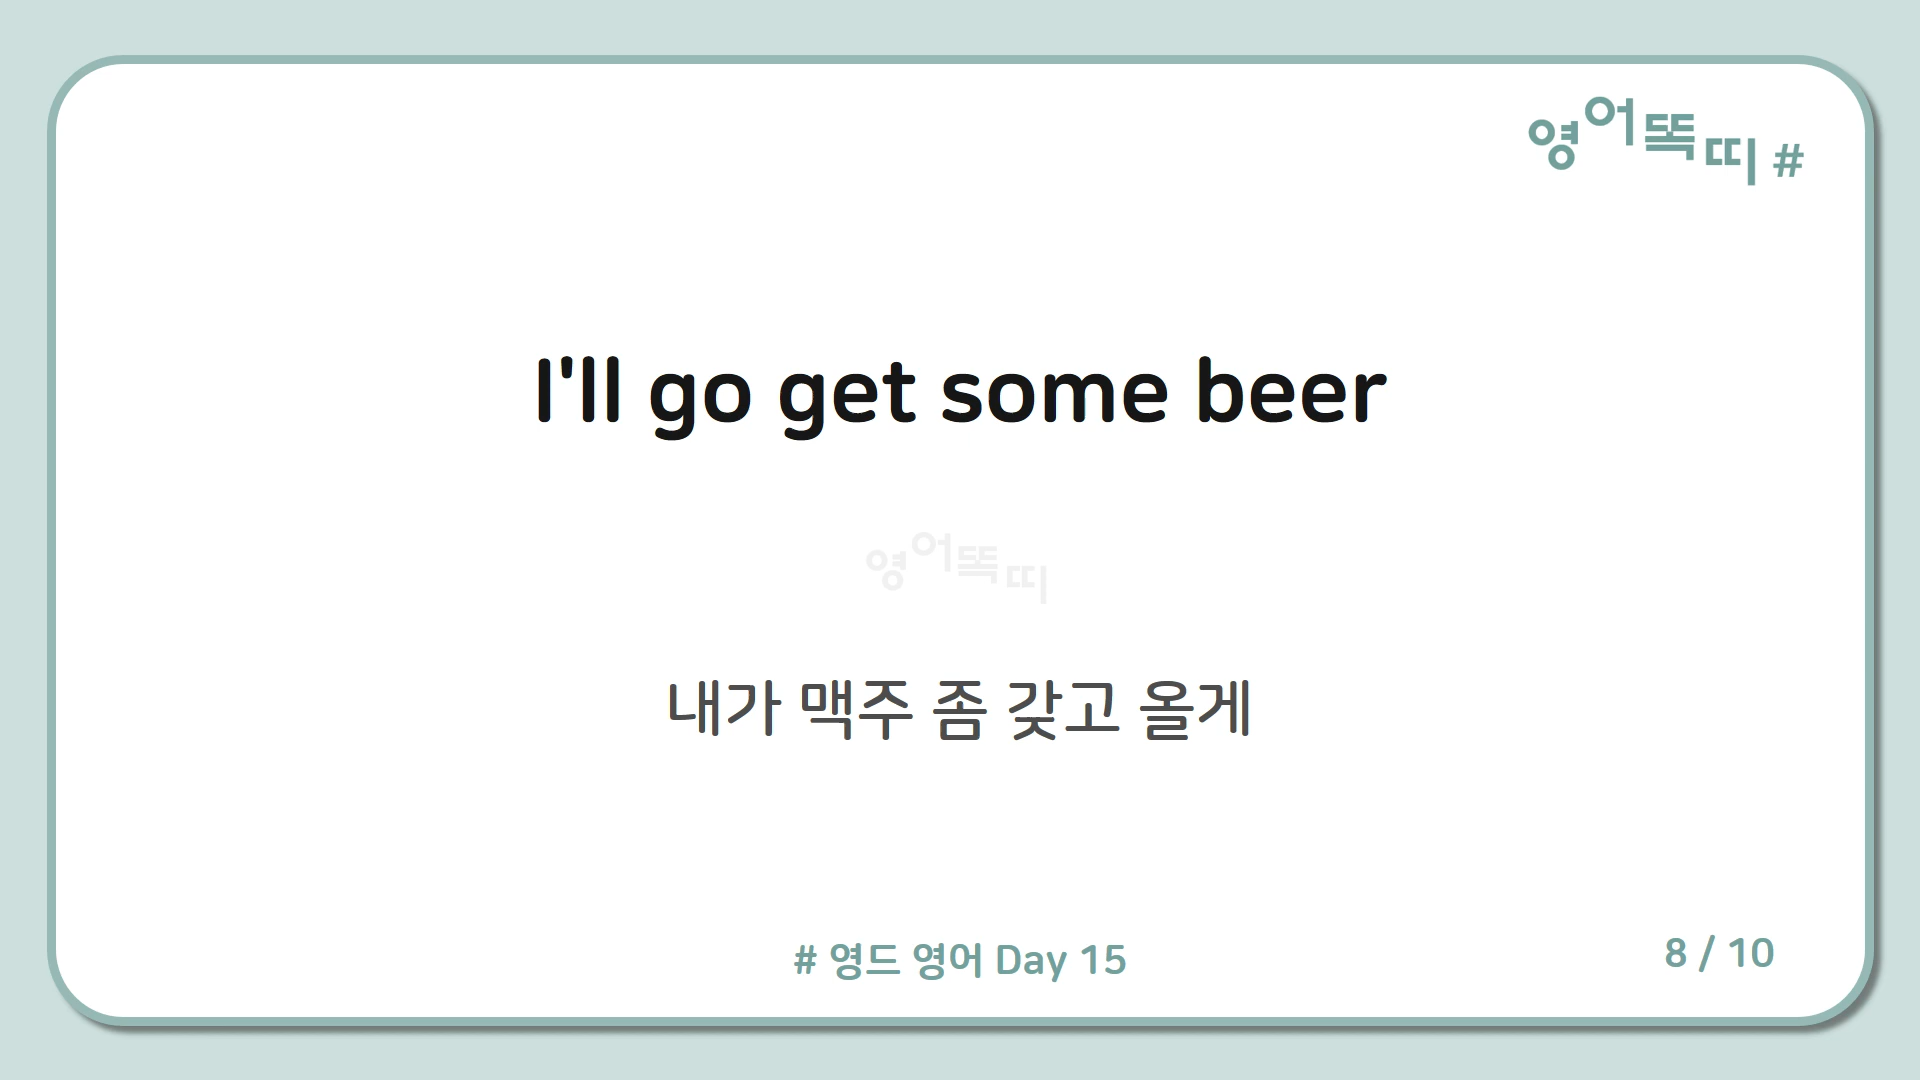 영어똑띠 #
I'll go get some beer
영어똑띠
내가 맥주 좀 갖고 올게
# 영드 영어 Day 15
8 / 10